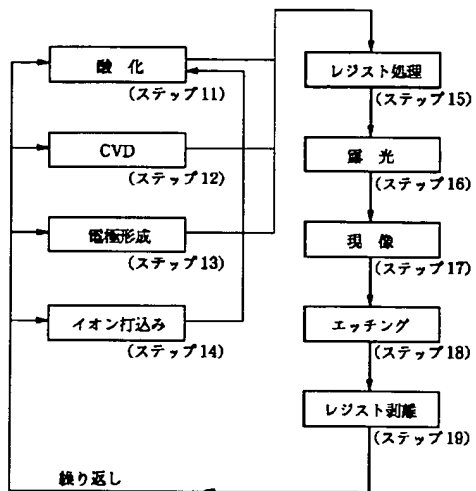 酸 化
(ステップ11)
CVD
(ステップ12)
電極形成
(ステップ13)
イオン打込み
(ステップ14)
レジスト処理
(ステップ15)
露 光
(ステップ16)
現 像
(ステップ17)
エッチング
(ステップ18)
レジスト剥離
(ステップ19)
繰り返し